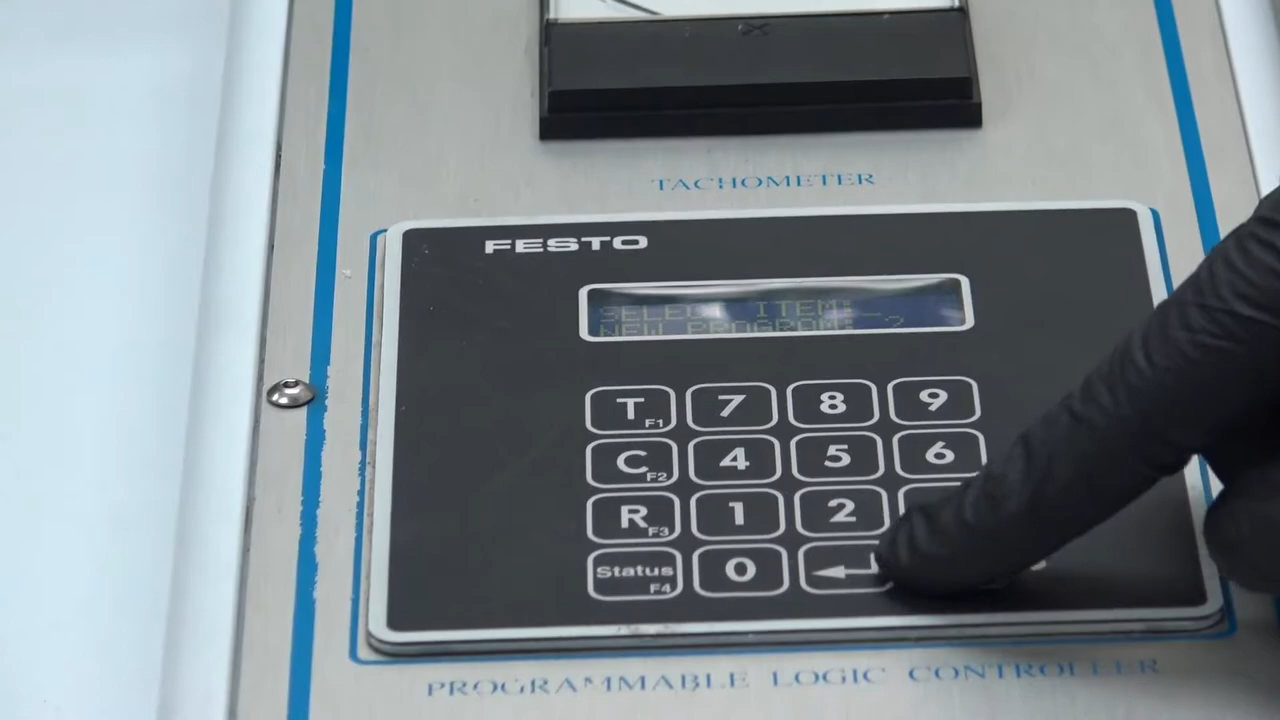 TACHOMETER
FESTO
SELECT ITEM:_
NEW PROGRAM: ?
T F1 7 8 9
C F2 4 5 6
R F3 1 2
Status F4 0
PROGRAMMABLE LOGIC CONTROLLER